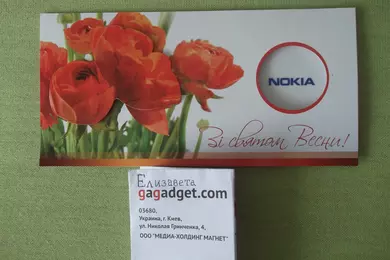 NOKIA
Зі святом Весни!
Елизавета
gagadget.com
03680,
Украина, г. Киев,
ул. Николая Гринченка, 4,
ООО "МЕДИА-ХОЛДИНГ МАГНЕТ"